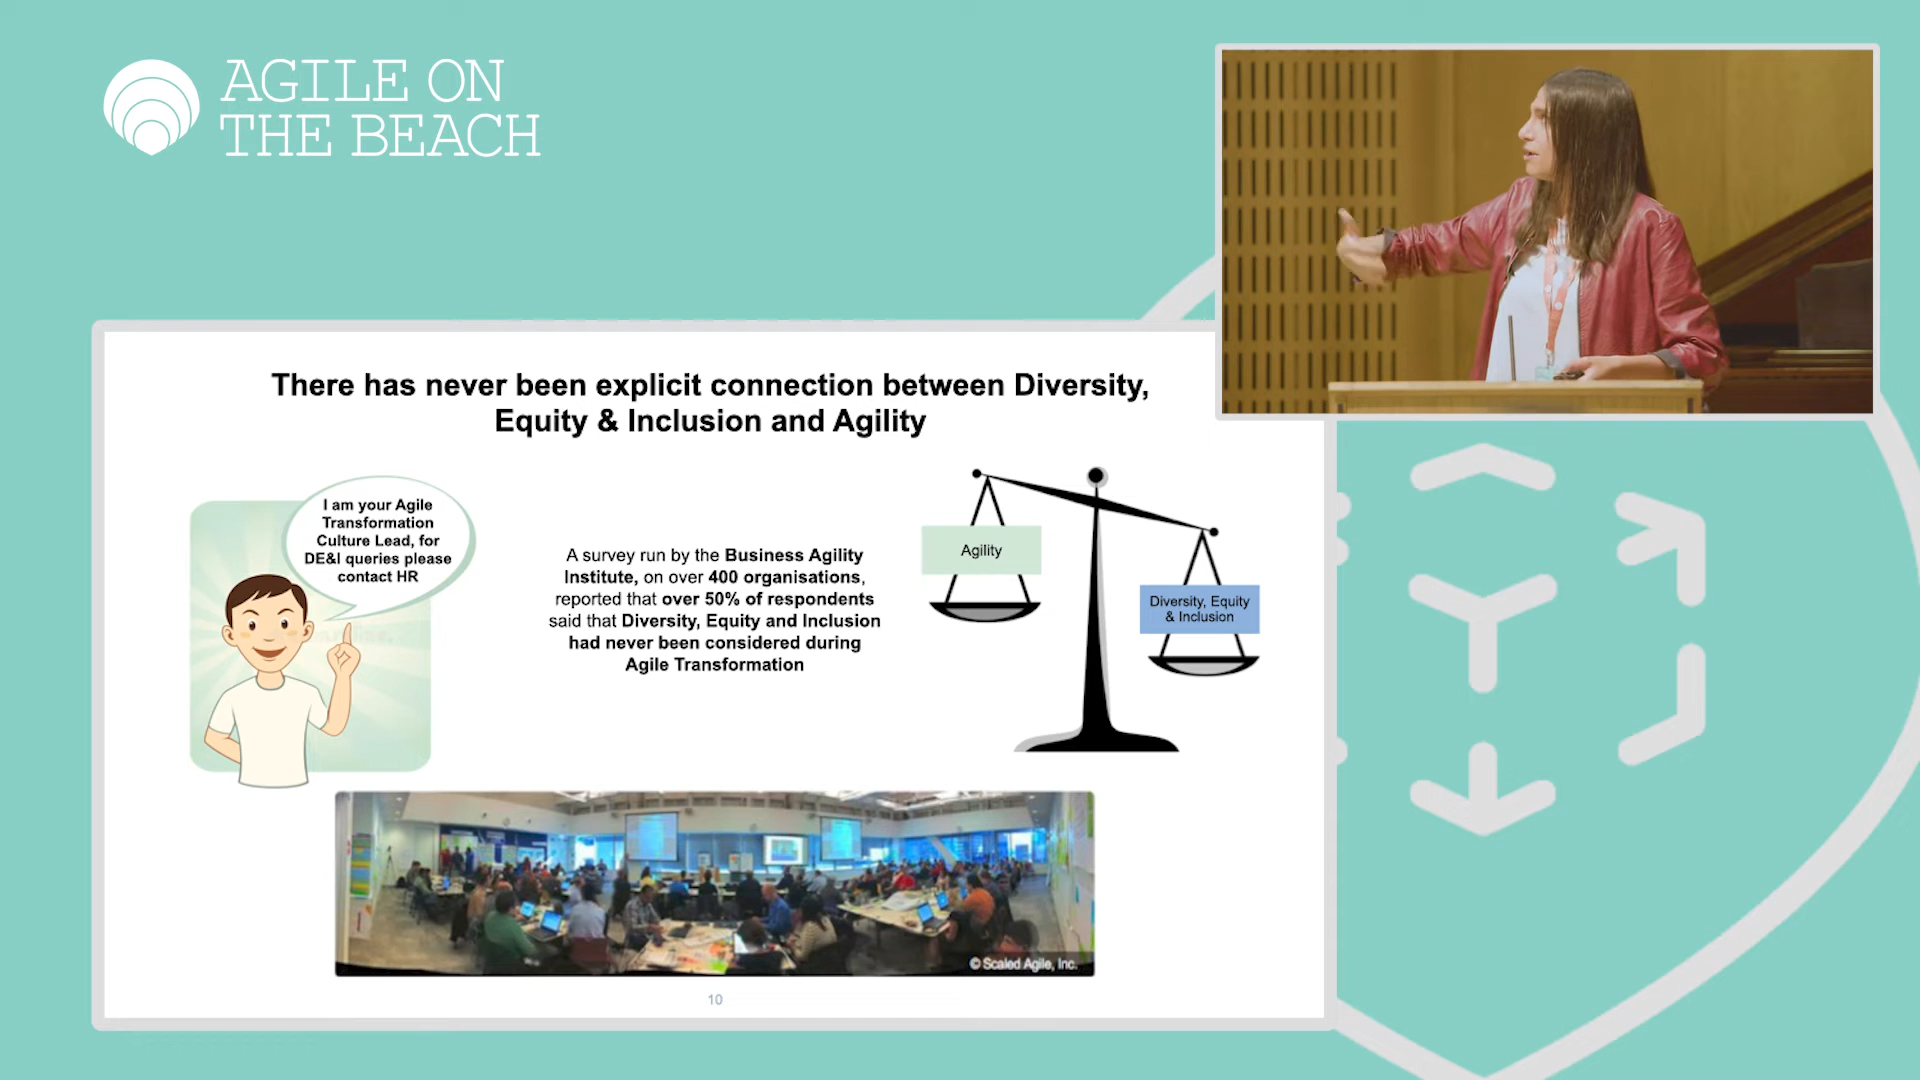 AGILE ON
THE BEACH
There has never been explicit connection between Diversity,
Equity & Inclusion and Agility
I am your Agile
Transformation
Culture Lead, for
DE&I queries please
contact HR
A survey run by the Business Agility
Institute, on over 400 organisations,
reported that over 50% of respondents
said that Diversity, Equity and Inclusion
had never been considered during
Agile Transformation
Agility
Diversity, Equity
& Inclusion
© Scaled Agile, Inc.
10